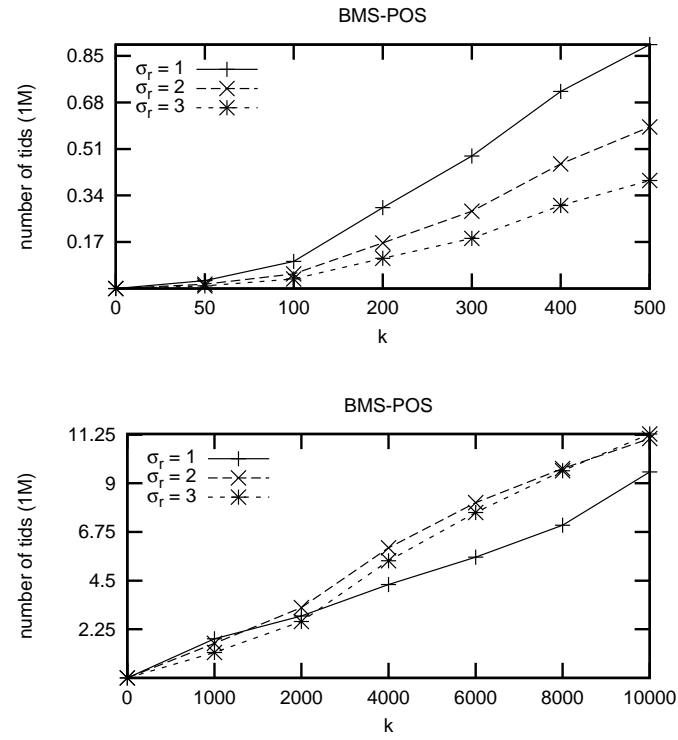 BMS-POS
number of tids (1M)
0.85
0.68
0.51
0.34
0.17
σr = 1
σr = 2
σr = 3
0 50 100 200 300 400 500
k
BMS-POS
number of tids (1M)
11.25
9
6.75
4.5
2.25
σr = 1
σr = 2
σr = 3
0 1000 2000 4000 6000 8000 10000
k